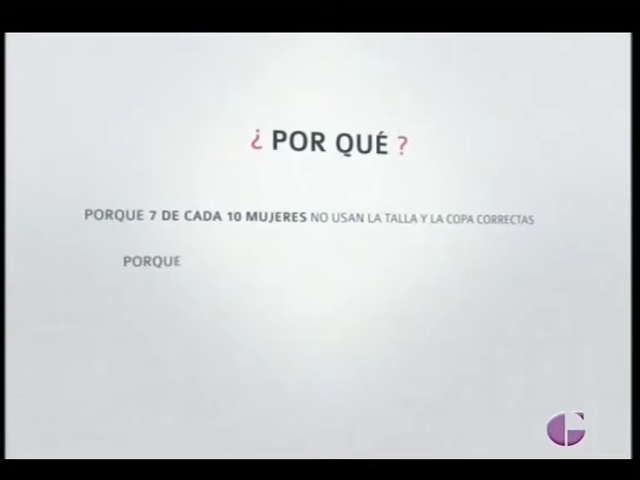 ¿ POR QUÉ ?
PORQUE 7 DE CADA 10 MUJERES NO USAN LA TALLA Y LA COPA CORRECTAS
PORQUE